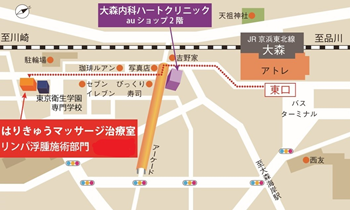 大森内科ハートクリニック
auショップ2階
至川崎
天祖神社
至品川
JR 京浜東北線
大森
アトレ
駐輪場
珈琲ルアン
写真店
吉野家
東口
セブン
イレブン
びっくり
寿司
東京衛生学園
専門学校
バス
ターミナル
はりきゅうマッサージ治療室
リンパ浮腫施術部門
アーケード
至大森海岸駅
西友